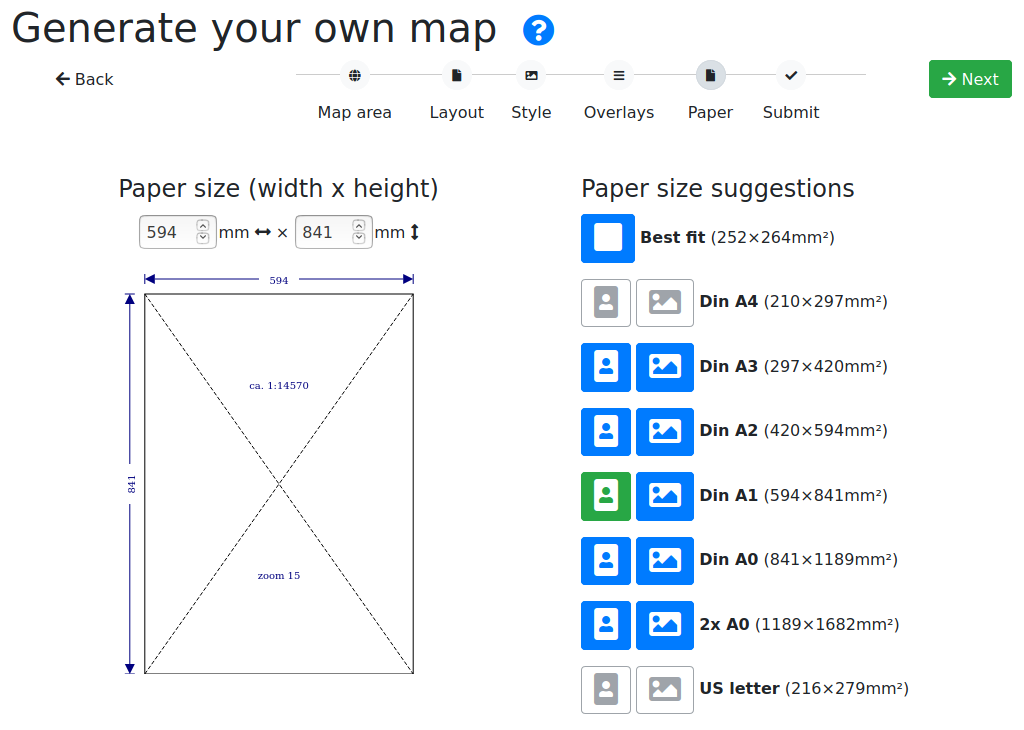 Generate your own map ?
Back
Map area
Layout
Style
Overlays
Paper
Submit
Next
Paper size (width x height)
594 mm × 841 mm
594
841
ca. 1:14570
zoom 15
Paper size suggestions
Best fit (252×264mm²)
Din A4 (210×297mm²)
Din A3 (297×420mm²)
Din A2 (420×594mm²)
Din A1 (594×841mm²)
Din A0 (841×1189mm²)
2x A0 (1189×1682mm²)
US letter (216×279mm²)